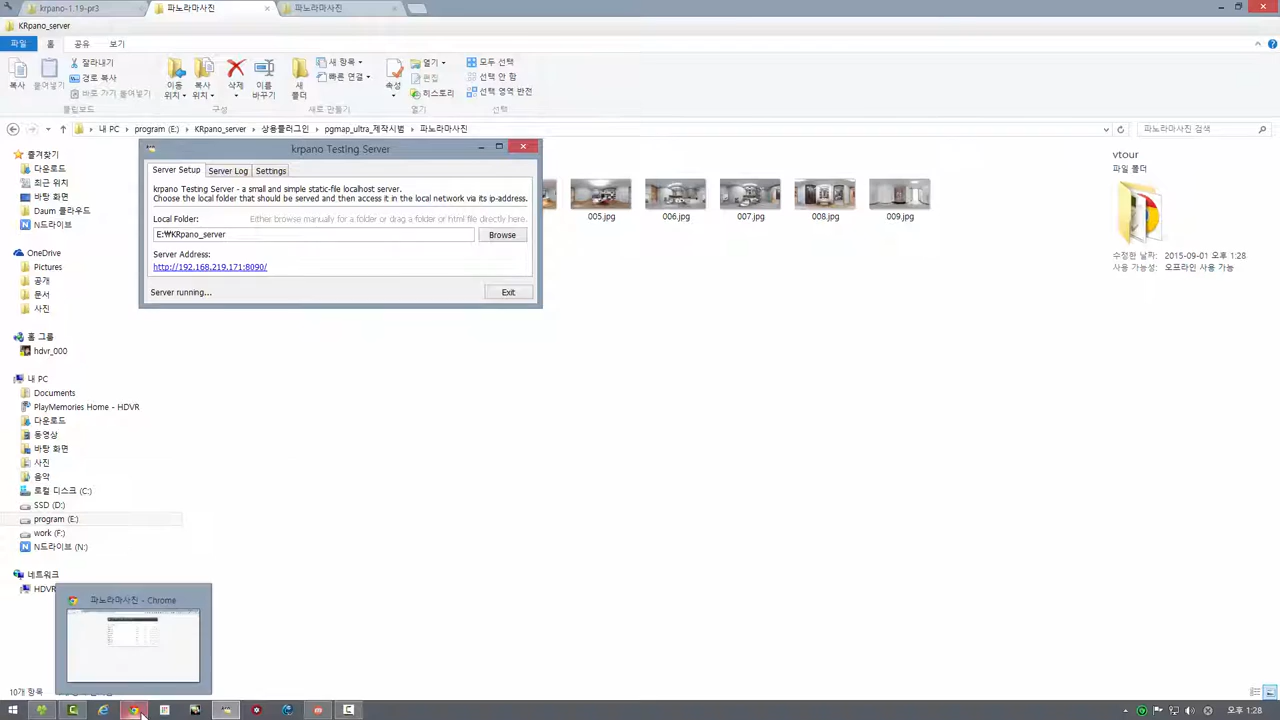 krpano-1.19-pr3
파노라마사진
파노라마사진
KRpano_server
파일
홈
공유
보기
복사
붙여넣기
잘라내기
경로 복사
바로 가기 붙여넣기
클립보드
이동
위치
복사
위치
삭제
이름
바꾸기
구성
새
폴더
새 항목
빠른 연결
새로 만들기
속성
열기
편집
히스토리
열기
모두 선택
선택 안 함
선택 영역 반전
선택
내 PC
program (E:)
KRpano_server
상용플러그인
pgmap_ultra_제작시범
파노라마사진
파노라마사진 검색
즐겨찾기
다운로드
최근 위치
바탕 화면
Daum 클라우드
N드라이브
OneDrive
Pictures
공개
문서
사진
홈 그룹
hdvr_000
내 PC
Documents
PlayMemories Home - HDVR
다운로드
동영상
바탕 화면
사진
음악
로컬 디스크 (C:)
SSD (D:)
program (E:)
work (F:)
N드라이브 (N:)
네트워크
HDVR
krpano Testing Server
Server Setup
Server Log
Settings
krpano Testing Server - a small and simple static-file localhost server.
Choose the local folder that should be served and then access it in the local network via its ip-address.
Local Folder:
Either browse manually for a folder or drag a folder or html file directly here.
E:₩KRpano_server
Browse
Server Address:
http://192.168.219.171:8090/
Server running...
Exit
005.jpg
006.jpg
007.jpg
008.jpg
009.jpg
vtour
파일 폴더
수정한 날짜: 2015-09-01 오후 1:28
사용 가능성: 오프라인 사용 가능
파노라마사진 - Chrome
10개 항목
오후 1:28